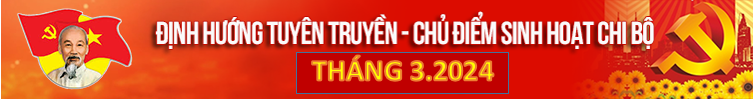 ĐỊNH HƯỚNG TUYÊN TRUYỀN - CHỦ ĐIỂM SINH HOẠT CHI BỘ
THÁNG 3.2024